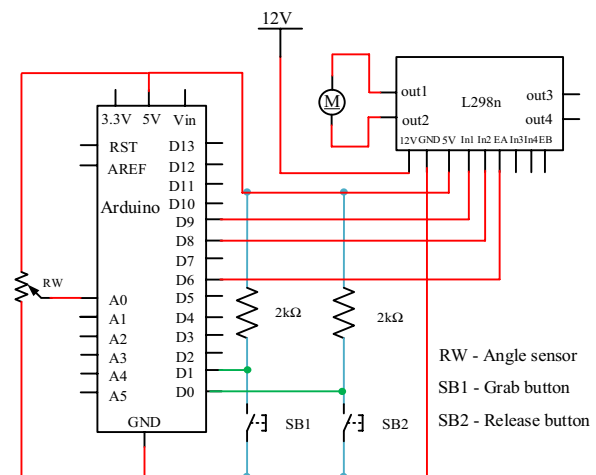 12V
3.3V 5V Vin
RST
AREF
Arduino
D13
D12
D11
D10
D9
D8
D7
D6
D5
D4
D3
D2
D1
D0
A0
A1
A2
A3
A4
A5
GND
RW
M
out1
out2
L298n
out3
out4
12V GND 5V In1 In2 EA In3 In4 EB
2kΩ
2kΩ
SB1
SB2
RW - Angle sensor
SB1 - Grab button
SB2 - Release button